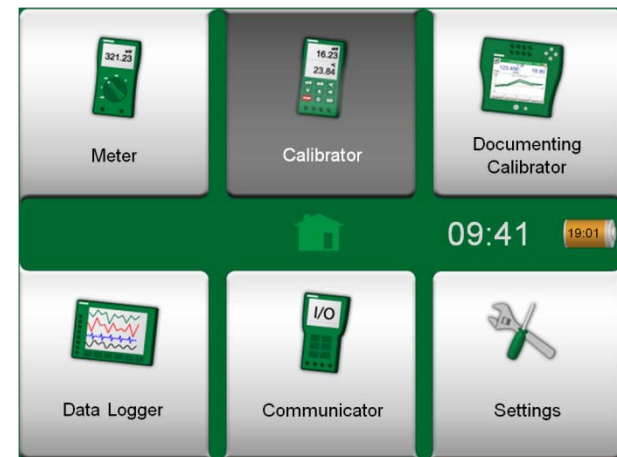 321.23
16.23
23.84
Meter
Calibrator
Documenting
Calibrator
09:41
19:01
I/O
Data Logger
Communicator
Settings